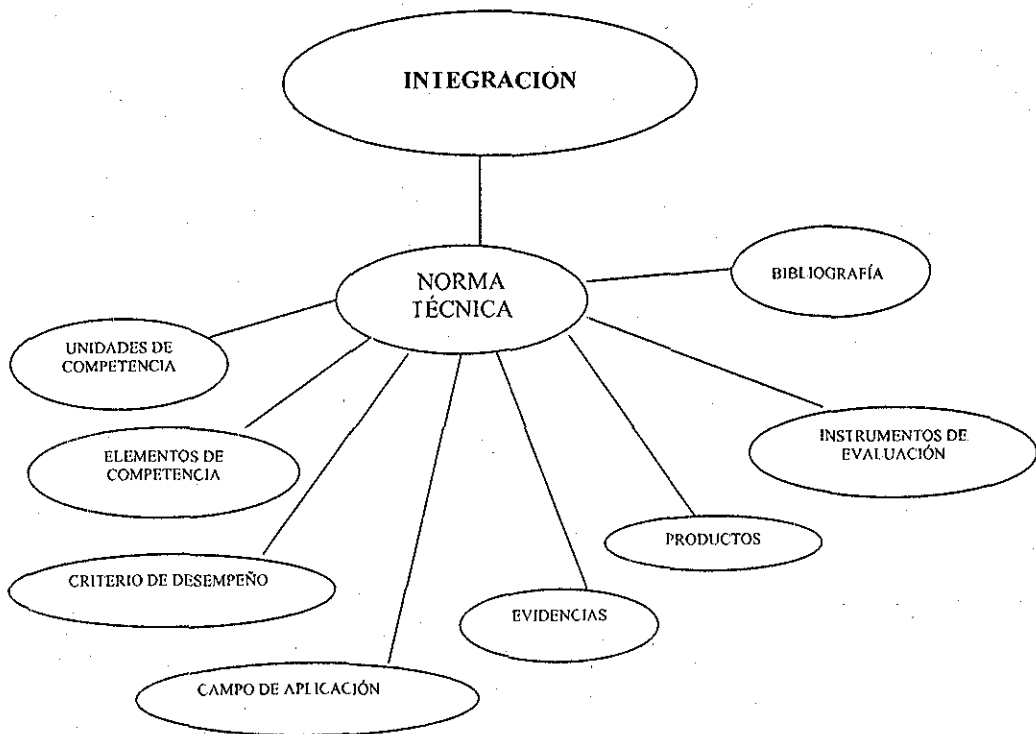 INTEGRACIÓN
NORMA
TÉCNICA
BIBLIOGRAFÍA
UNIDADES DE
COMPETENCIA
INSTRUMENTOS DE
EVALUACIÓN
ELEMENTOS DE
COMPETENCIA
PRODUCTOS
CRITERIO DE DESEMPEÑO
EVIDENCIAS
CAMPO DE APLICACIÓN